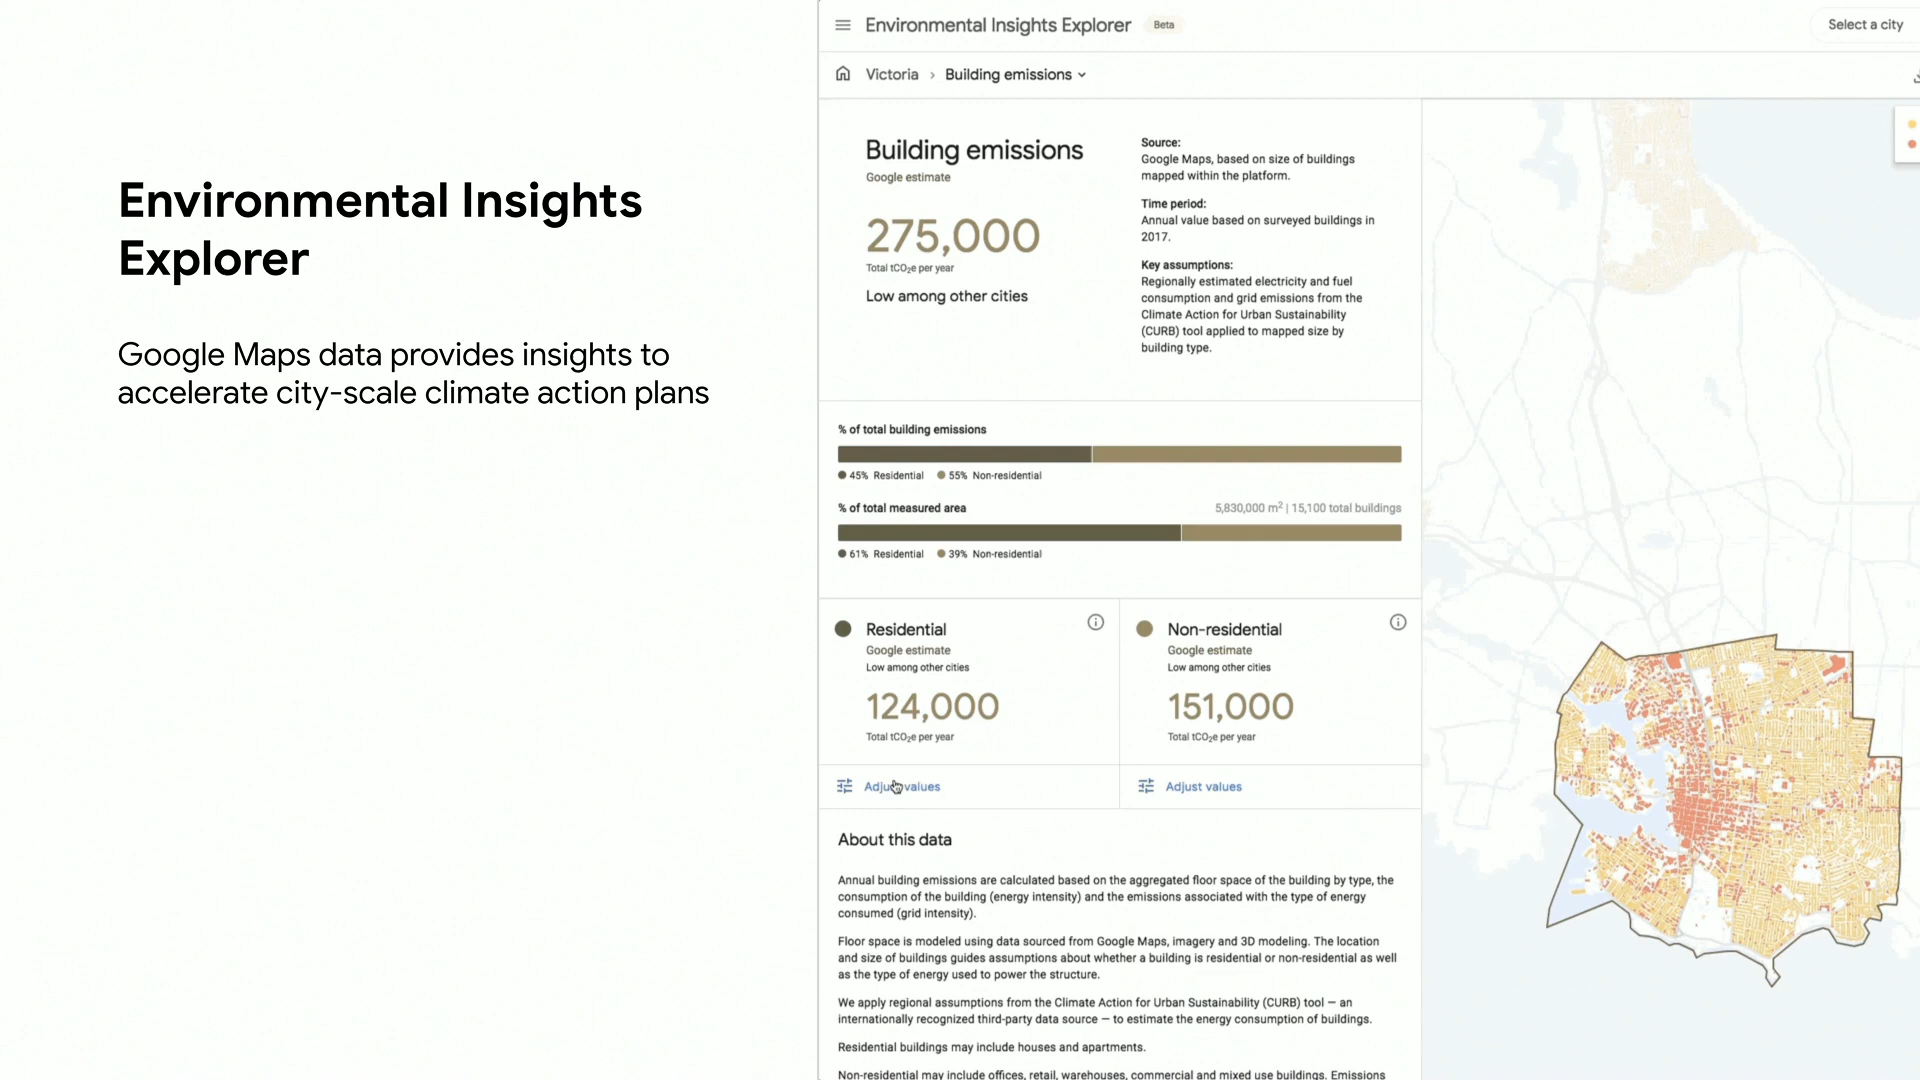 Environmental Insights
Explorer
Google Maps data provides insights to
accelerate city-scale climate action plans
Environmental Insights Explorer Beta
Select a city
Victoria › Building emissions
Building emissions
Google estimate
275,000
Total tCO₂e per year
Low among other cities
Source:
Google Maps, based on size of buildings
mapped within the platform.
Time period:
Annual value based on surveyed buildings in
2017.
Key assumptions:
Regionally estimated electricity and fuel
consumption and grid emissions from the
Climate Action for Urban Sustainability
(CURB) tool applied to mapped size by
building type.
% of total building emissions
45% Residential 55% Non-residential
% of total measured area 5,830,000 m² | 15,100 total buildings
61% Residential 39% Non-residential
Residential
Google estimate
Low among other cities
124,000
Total tCO₂e per year
Adjust values
Non-residential
Google estimate
Low among other cities
151,000
Total tCO₂e per year
Adjust values
About this data
Annual building emissions are calculated based on the aggregated floor space of the building by type, the
consumption of the building (energy intensity) and the emissions associated with the type of energy
consumed (grid intensity).
Floor space is modeled using data sourced from Google Maps, imagery and 3D modeling. The location
and size of buildings guides assumptions about whether a building is residential or non-residential as well
as the type of energy used to power the structure.
We apply regional assumptions from the Climate Action for Urban Sustainability (CURB) tool — an
internationally recognized third-party data source — to estimate the energy consumption of buildings.
Residential buildings may include houses and apartments.
Non-residential may include offices, retail, warehouses, commercial and mixed use buildings. Emissions